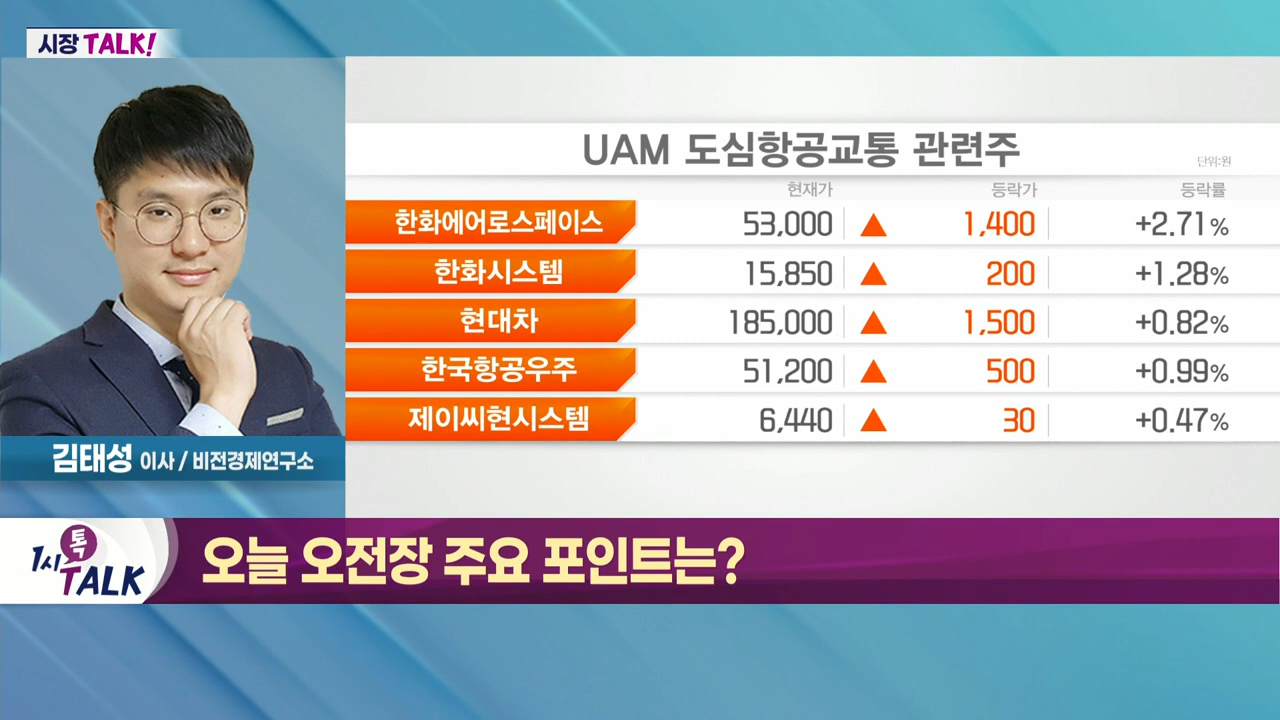 시장 TALK!
UAM 도심항공교통 관련주
단위:원
현재가 등락가 등락률
한화에어로스페이스 53,000 ▲ 1,400 +2.71%
한화시스템 15,850 ▲ 200 +1.28%
현대차 185,000 ▲ 1,500 +0.82%
한국항공우주 51,200 ▲ 500 +0.99%
제이씨현시스템 6,440 ▲ 30 +0.47%
김태성 이사 / 비전경제연구소
1시 톡 TALK
오늘 오전장 주요 포인트는?